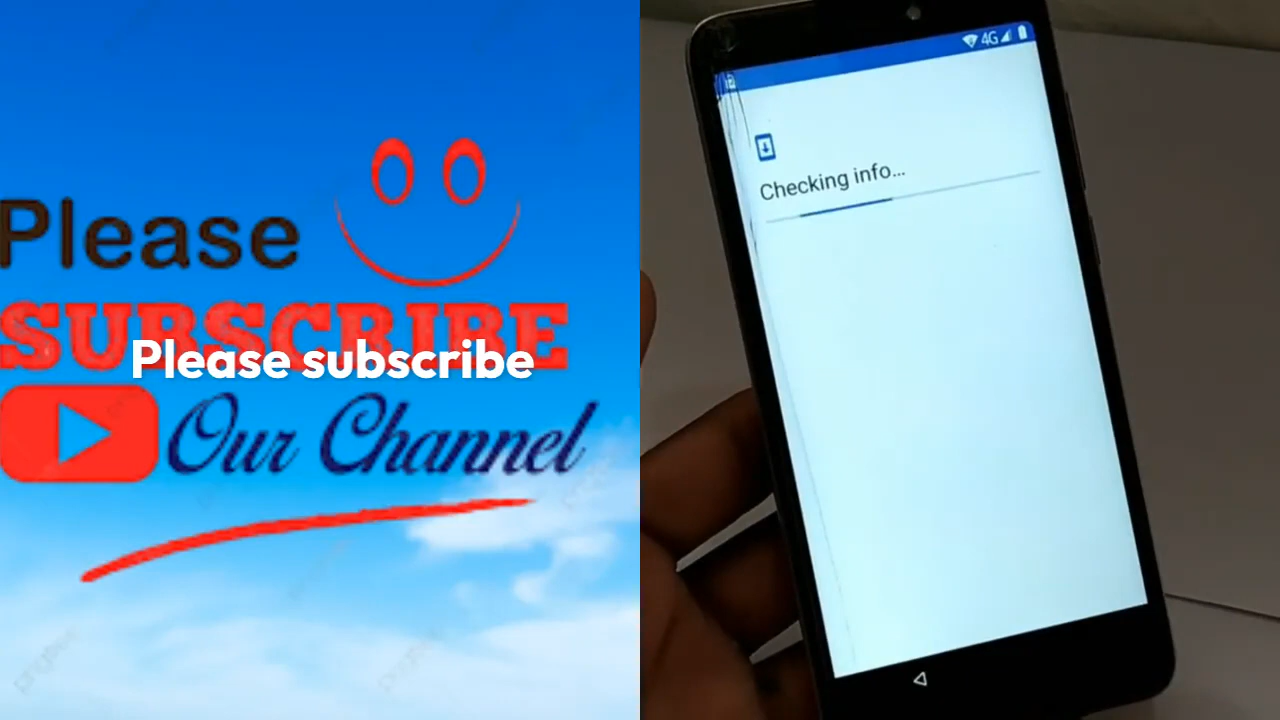 Please
SUBSCRIBE
Please subscribe
Our Channel
4G
Checking info...